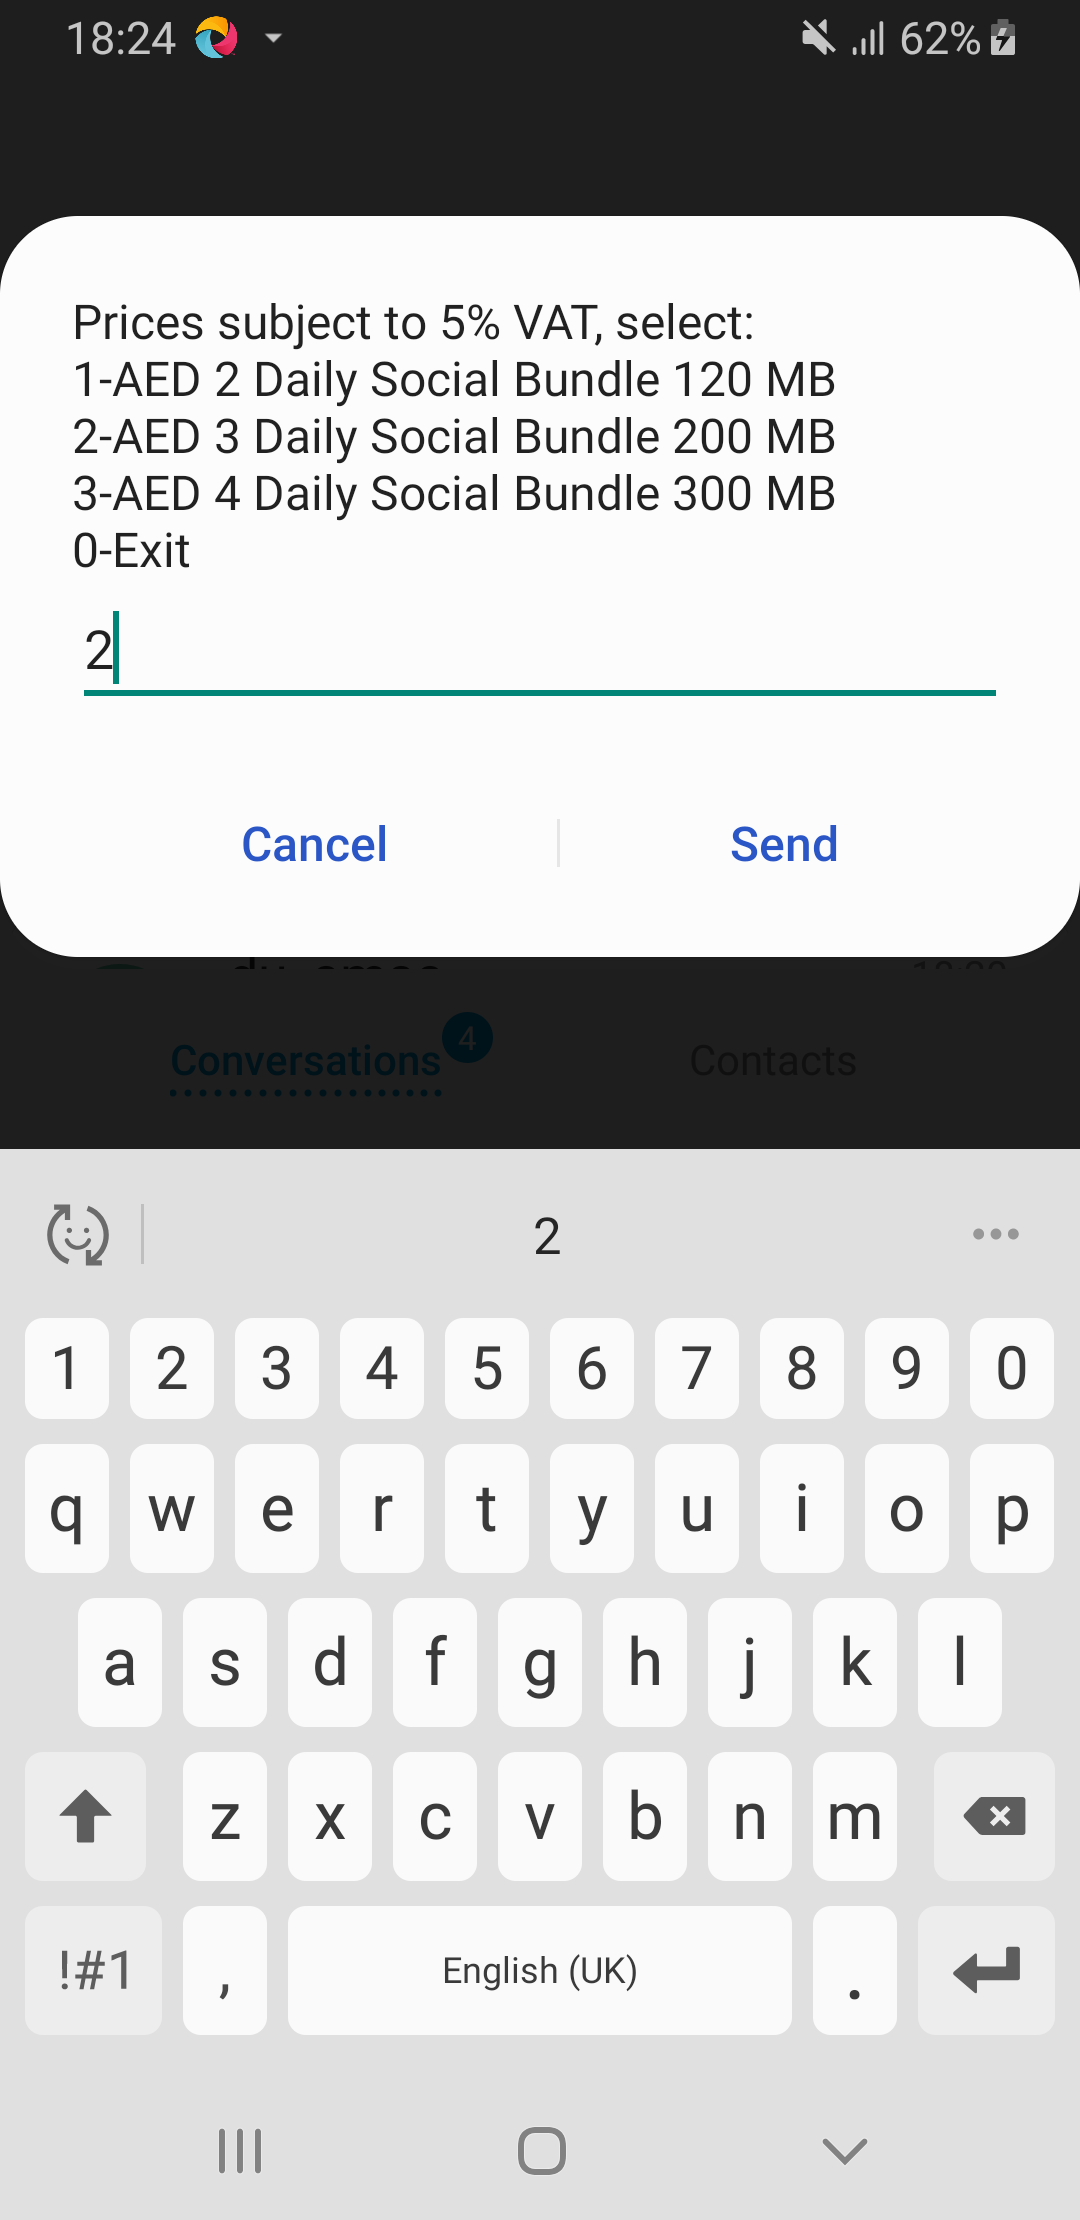 18:24
62%
Prices subject to 5% VAT, select:
1-AED 2 Daily Social Bundle 120 MB
2-AED 3 Daily Social Bundle 200 MB
3-AED 4 Daily Social Bundle 300 MB
0-Exit
2
Cancel
Send
Conversations
4
Contacts
2
1 2 3 4 5 6 7 8 9 0
q w e r t y u i o p
a s d f g h j k l
z x c v b n m
!#1 , English (UK) .